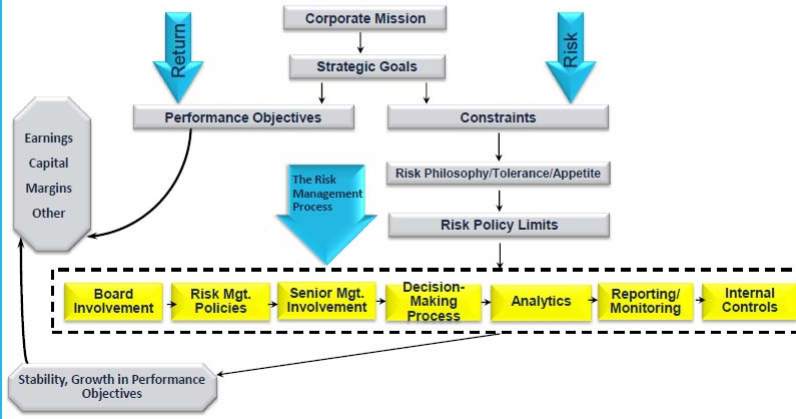 Corporate Mission
Return
Risk
Strategic Goals
Performance Objectives
Constraints
Earnings
Capital
Margins
Other
The Risk
Management
Process
Risk Philosophy/Tolerance/Appetite
Risk Policy Limits
Board
Involvement
Risk Mgt.
Policies
Senior Mgt.
Involvement
Decision-
Making
Process
Analytics
Reporting/
Monitoring
Internal
Controls
Stability, Growth in Performance
Objectives